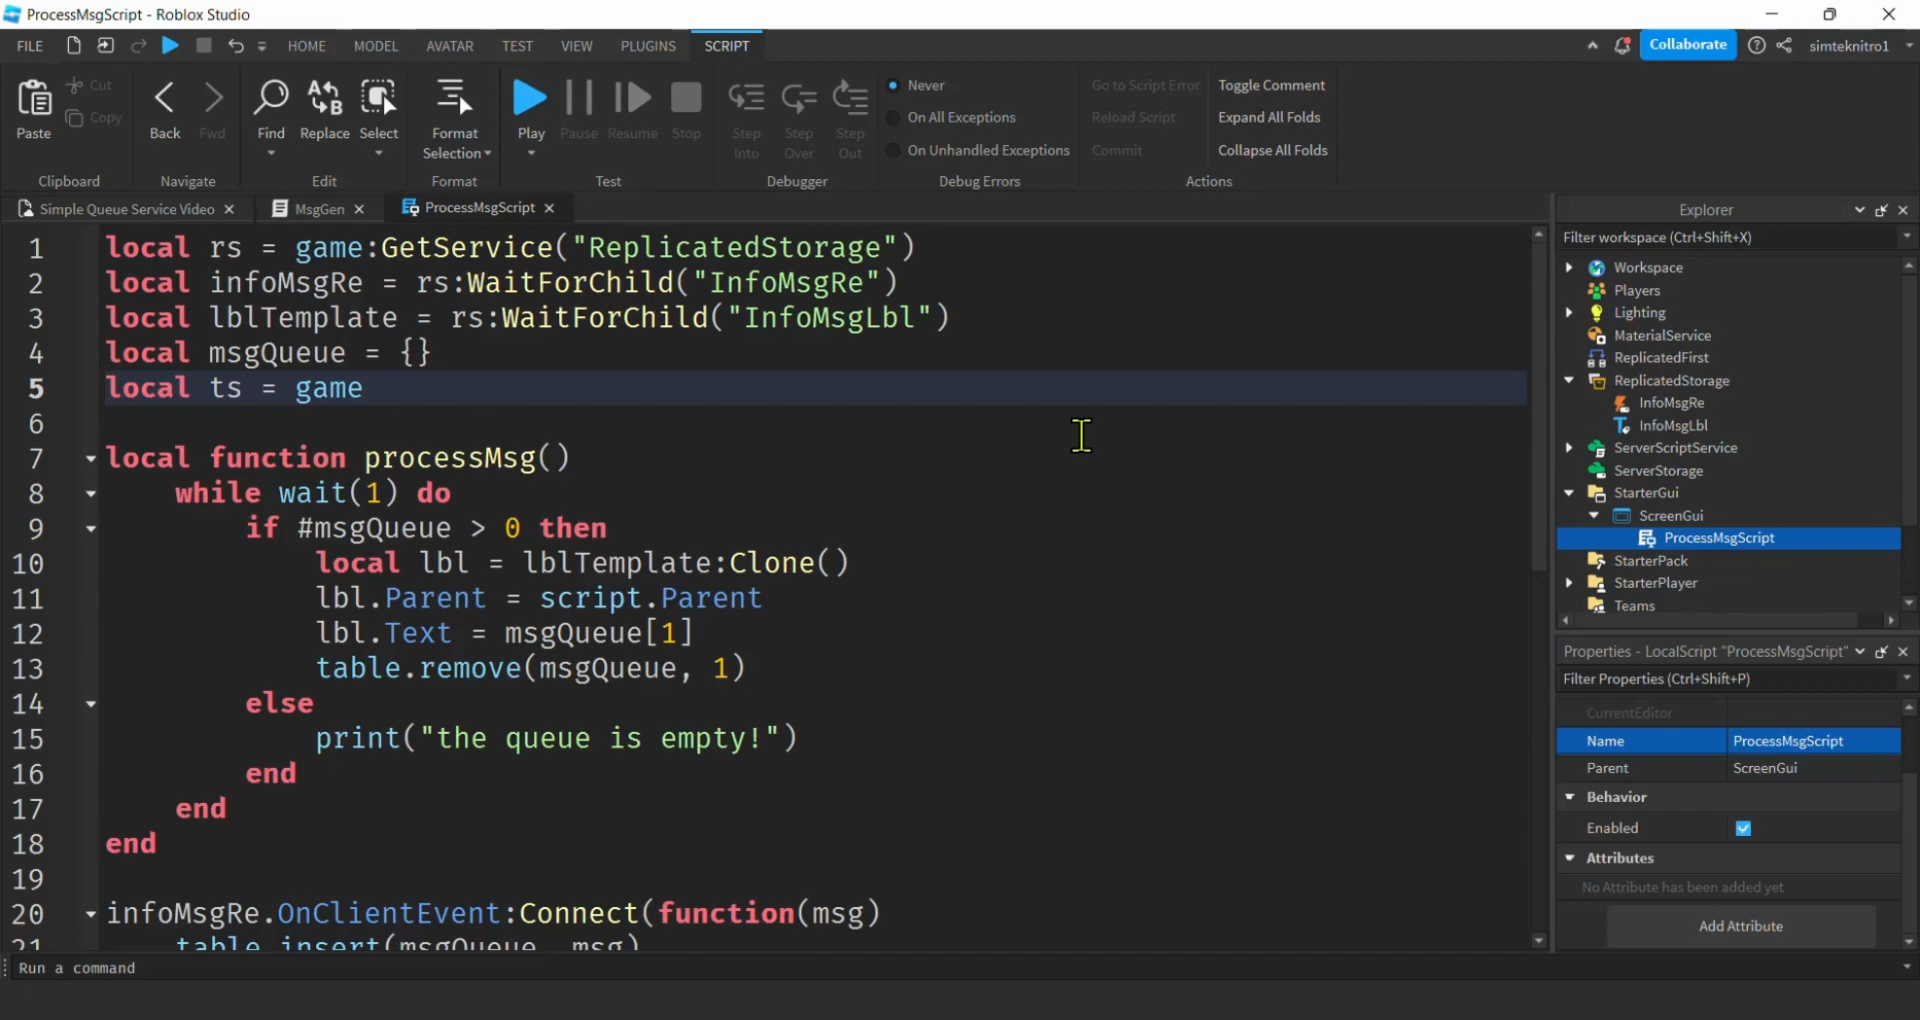 ProcessMsgScript - Roblox Studio
FILE HOME MODEL AVATAR TEST VIEW PLUGINS SCRIPT Collaborate simteknitro1
Paste Cut Copy Back Fwd Find Replace Select Format Selection Play Pause Resume Stop Step Into Step Over Step Out
Never
On All Exceptions
On Unhandled Exceptions
Go to Script Error
Reload Script
Commit
Toggle Comment
Expand All Folds
Collapse All Folds
Clipboard Navigate Edit Format Test Debugger Debug Errors Actions
Simple Queue Service Video MsgGen ProcessMsgScript
1 local rs = game:GetService("ReplicatedStorage")
2 local infoMsgRe = rs:WaitForChild("InfoMsgRe")
3 local lblTemplate = rs:WaitForChild("InfoMsgLbl")
4 local msgQueue = {}
5 local ts = game
6
7 local function processMsg()
8 while wait(1) do
9 if #msgQueue > 0 then
10 local lbl = lblTemplate:Clone()
11 lbl.Parent = script.Parent
12 lbl.Text = msgQueue[1]
13 table.remove(msgQueue, 1)
14 else
15 print("the queue is empty!")
16 end
17 end
18 end
19
20 infoMsgRe.OnClientEvent:Connect(function(msg)
21 table.insert(msgQueue, msg)
Run a command
Explorer
Filter workspace (Ctrl+Shift+X)
Workspace
Players
Lighting
MaterialService
ReplicatedFirst
ReplicatedStorage
InfoMsgRe
InfoMsgLbl
ServerScriptService
ServerStorage
StarterGui
ScreenGui
ProcessMsgScript
StarterPack
StarterPlayer
Teams
Properties - LocalScript "ProcessMsgScript"
Filter Properties (Ctrl+Shift+P)
CurrentEditor
Name ProcessMsgScript
Parent ScreenGui
Behavior
Enabled
Attributes
No Attribute has been added yet
Add Attribute